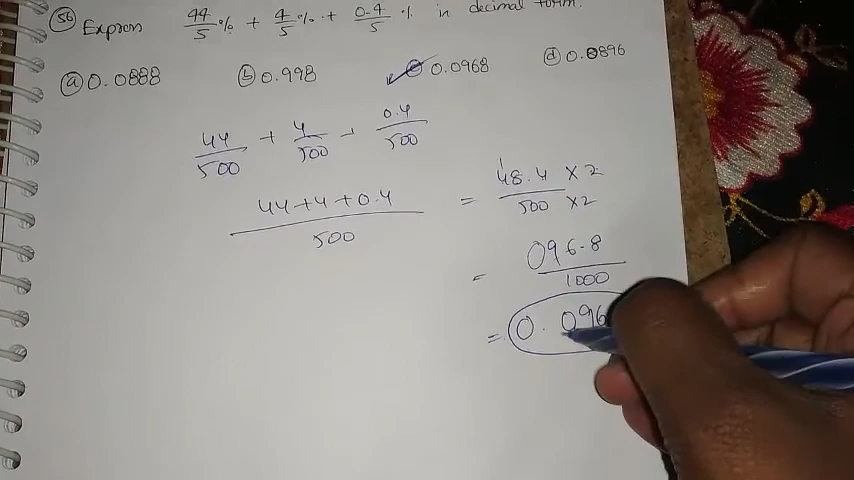 56 Express 44/5 % + 4/5 % + 0.4/5 % in decimal form.
a 0.0888 b 0.998 c 0.0968 d 0.0896
44/500 + 4/500 + 0.4/500
44+4+0.4/500 = 48.4 ×2/500 ×2
= 096.8/1000
= 0.096